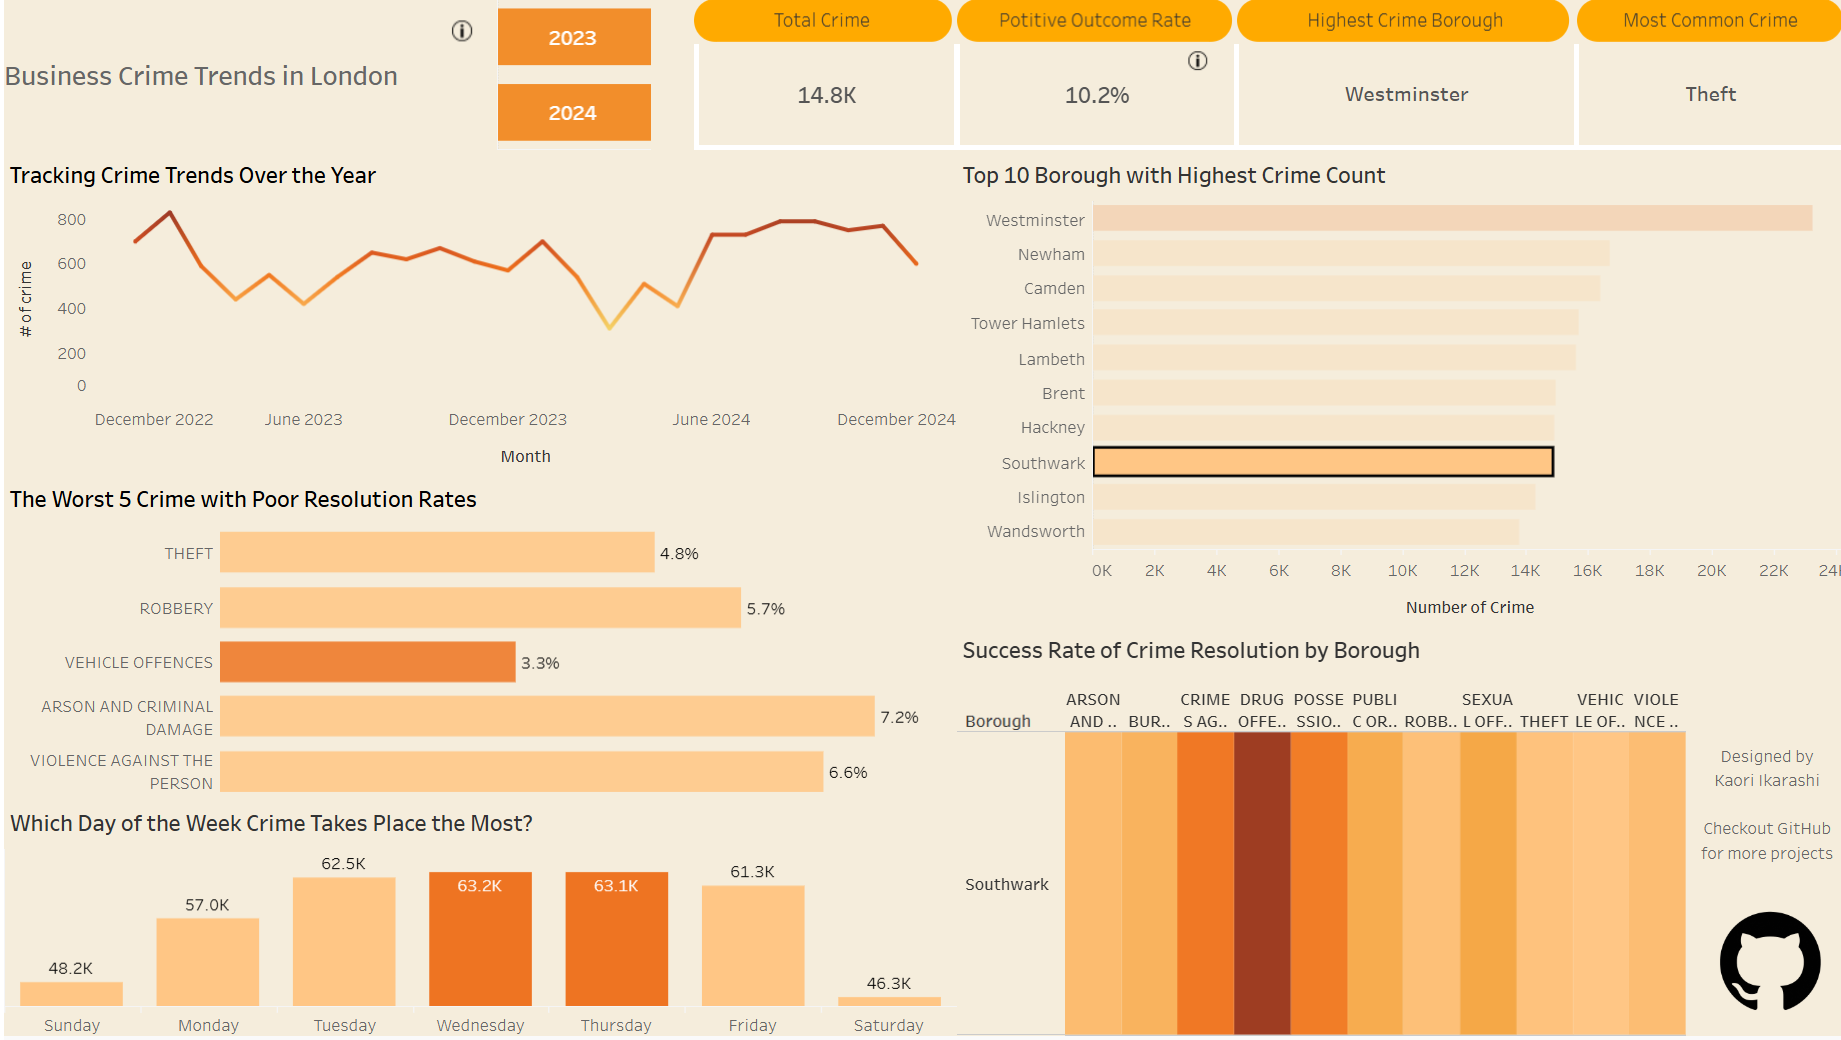 Business Crime Trends in London
2023
2024
Total Crime
14.8K
Potitive Outcome Rate
10.2%
Highest Crime Borough
Westminster
Most Common Crime
Theft
Tracking Crime Trends Over the Year
# of crime
800
600
400
200
0
December 2022
June 2023
December 2023
June 2024
December 2024
Month
Top 10 Borough with Highest Crime Count
Westminster
Newham
Camden
Tower Hamlets
Lambeth
Brent
Hackney
Southwark
Islington
Wandsworth
0K 2K 4K 6K 8K 10K 12K 14K 16K 18K 20K 22K 24K
Number of Crime
The Worst 5 Crime with Poor Resolution Rates
THEFT 4.8%
ROBBERY 5.7%
VEHICLE OFFENCES 3.3%
ARSON AND CRIMINAL
DAMAGE 7.2%
VIOLENCE AGAINST THE
PERSON 6.6%
Which Day of the Week Crime Takes Place the Most?
48.2K
57.0K
62.5K
63.2K
63.1K
61.3K
46.3K
Sunday Monday Tuesday Wednesday Thursday Friday Saturday
Success Rate of Crime Resolution by Borough
Borough
ARSON
AND ..
BUR..
CRIME
S AG..
DRUG
OFFE..
POSSE
SSIO..
PUBLI
C OR..
ROBB..
SEXUA
L OFF..
THEFT
VEHIC
LE OF..
VIOLE
NCE ..
Southwark
Designed by
Kaori Ikarashi
Checkout GitHub
for more projects